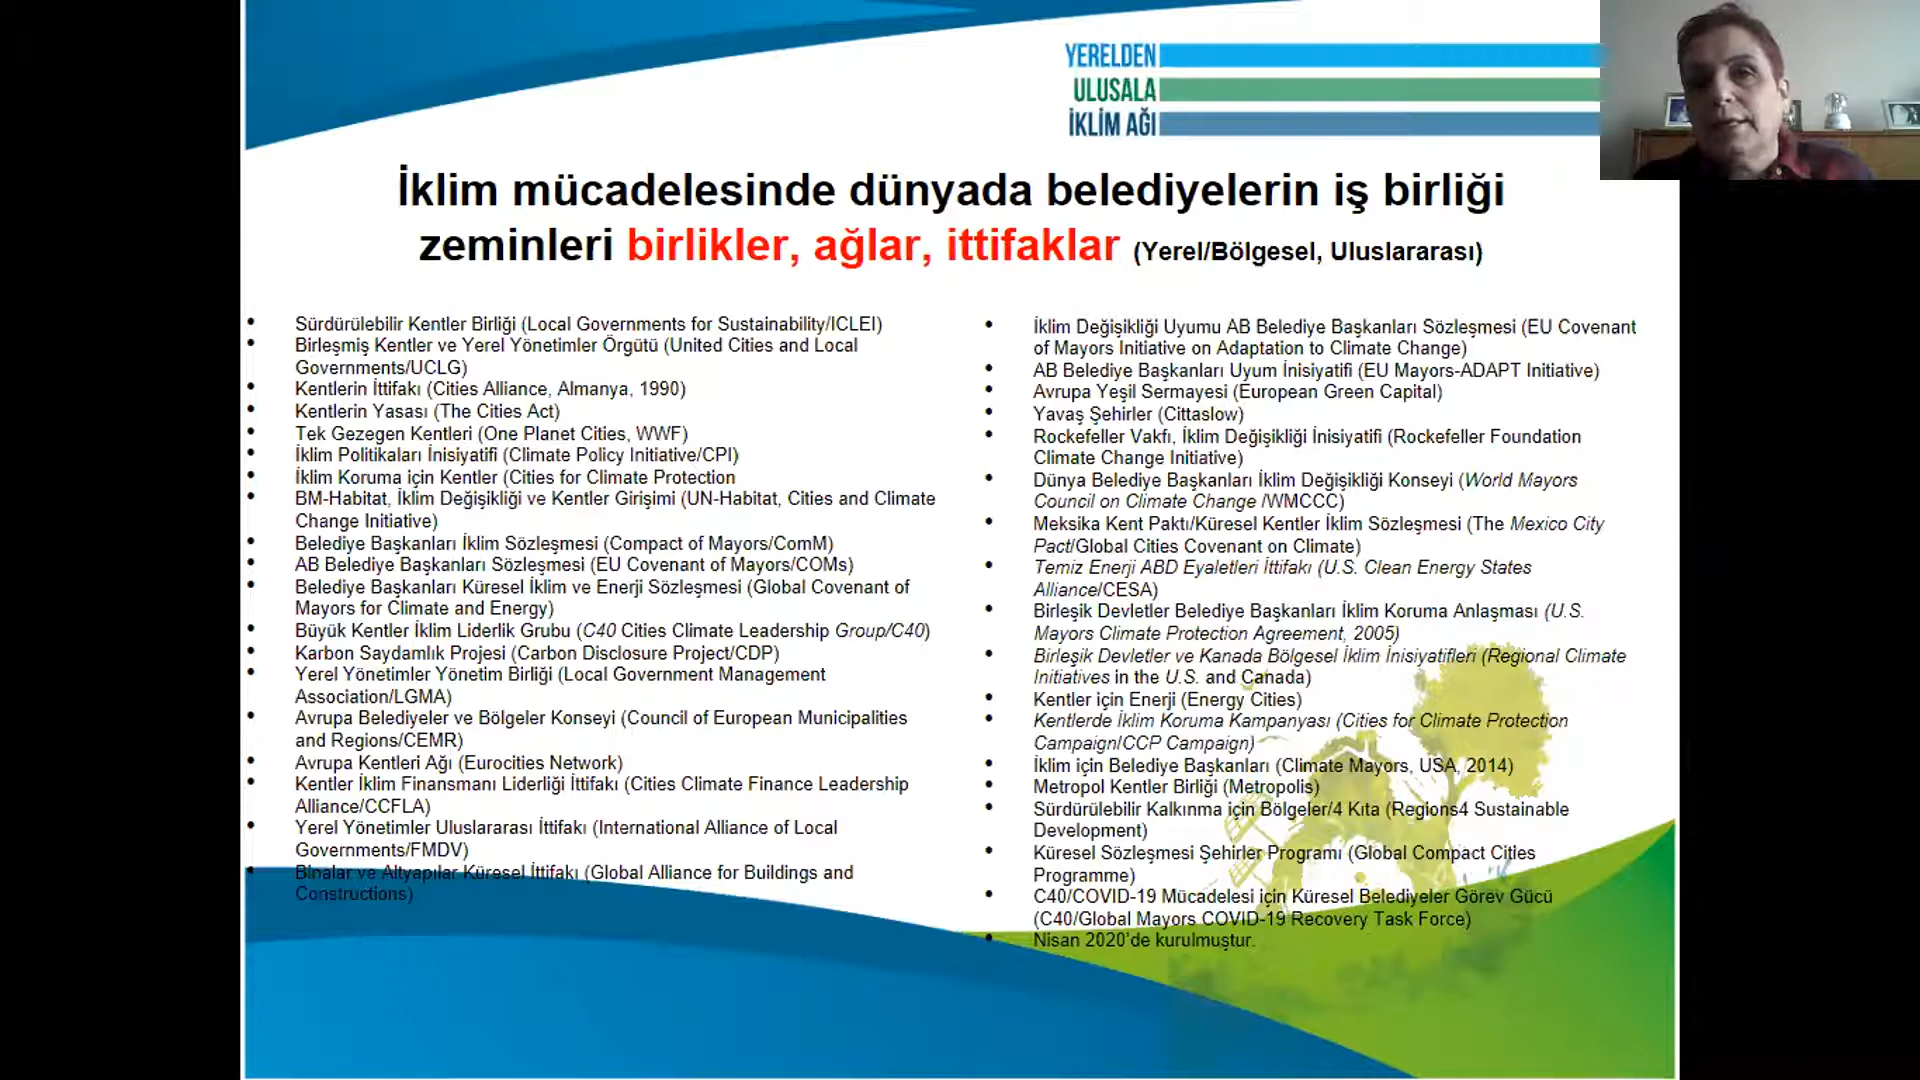 YERELDEN
ULUSALA
İKLİM AĞI
İklim mücadelesinde dünyada belediyelerin iş birliği
zeminleri birlikler, ağlar, ittifaklar (Yerel/Bölgesel, Uluslararası)
• Sürdürülebilir Kentler Birliği (Local Governments for Sustainability/ICLEI)
• Birleşmiş Kentler ve Yerel Yönetimler Örgütü (United Cities and Local
Governments/UCLG)
• Kentlerin İttifakı (Cities Alliance, Almanya, 1990)
• Kentlerin Yasası (The Cities Act)
• Tek Gezegen Kentleri (One Planet Cities, WWF)
• İklim Politikaları İnisiyatifi (Climate Policy Initiative/CPI)
• İklim Koruma için Kentler (Cities for Climate Protection
• BM-Habitat, İklim Değişikliği ve Kentler Girişimi (UN-Habitat, Cities and Climate
Change Initiative)
• Belediye Başkanları İklim Sözleşmesi (Compact of Mayors/ComM)
• AB Belediye Başkanları Sözleşmesi (EU Covenant of Mayors/COMs)
• Belediye Başkanları Küresel İklim ve Enerji Sözleşmesi (Global Covenant of
Mayors for Climate and Energy)
• Büyük Kentler İklim Liderlik Grubu (C40 Cities Climate Leadership Group/C40)
• Karbon Saydamlık Projesi (Carbon Disclosure Project/CDP)
• Yerel Yönetimler Yönetim Birliği (Local Government Management
Association/LGMA)
• Avrupa Belediyeler ve Bölgeler Konseyi (Council of European Municipalities
and Regions/CEMR)
• Avrupa Kentleri Ağı (Eurocities Network)
• Kentler İklim Finansmanı Liderliği İttifakı (Cities Climate Finance Leadership
Alliance/CCFLA)
• Yerel Yönetimler Uluslararası İttifakı (International Alliance of Local
Governments/FMDV)
• Binalar ve Altyapılar Küresel İttifakı (Global Alliance for Buildings and
Constructions)
• İklim Değişikliği Uyumu AB Belediye Başkanları Sözleşmesi (EU Covenant
of Mayors Initiative on Adaptation to Climate Change)
• AB Belediye Başkanları Uyum İnisiyatifi (EU Mayors-ADAPT Initiative)
• Avrupa Yeşil Sermayesi (European Green Capital)
• Yavaş Şehirler (Cittaslow)
• Rockefeller Vakfı, İklim Değişikliği İnisiyatifi (Rockefeller Foundation
Climate Change Initiative)
• Dünya Belediye Başkanları İklim Değişikliği Konseyi (World Mayors
Council on Climate Change /WMCCC)
• Meksika Kent Paktı/Küresel Kentler İklim Sözleşmesi (The Mexico City
Pact/Global Cities Covenant on Climate)
• Temiz Enerji ABD Eyaletleri İttifakı (U.S. Clean Energy States
Alliance/CESA)
• Birleşik Devletler Belediye Başkanları İklim Koruma Anlaşması (U.S.
Mayors Climate Protection Agreement, 2005)
• Birleşik Devletler ve Kanada Bölgesel İklim İnisiyatifleri (Regional Climate
Initiatives in the U.S. and Canada)
• Kentler için Enerji (Energy Cities)
• Kentlerde İklim Koruma Kampanyası (Cities for Climate Protection
Campaign/CCP Campaign)
• İklim için Belediye Başkanları (Climate Mayors, USA, 2014)
• Metropol Kentler Birliği (Metropolis)
• Sürdürülebilir Kalkınma için Bölgeler/4 Kıta (Regions4 Sustainable
Development)
• Küresel Sözleşmesi Şehirler Programı (Global Compact Cities
Programme)
• C40/COVID-19 Mücadelesi için Küresel Belediyeler Görev Gücü
(C40/Global Mayors COVID-19 Recovery Task Force)
• Nisan 2020'de kurulmuştur.